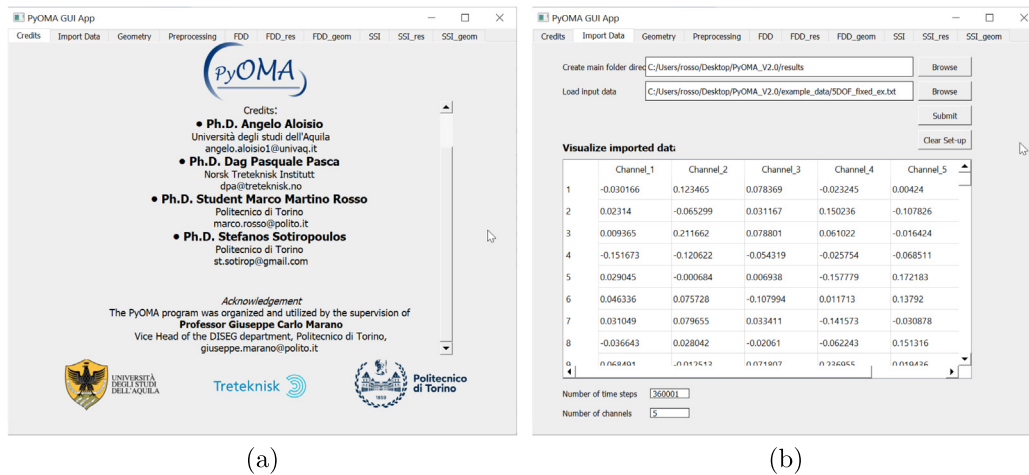 PyOMA GUI App
Credits Import Data Geometry Preprocessing FDD FDD_res FDD_geom SSI SSI_res SSI_geom
PyOMA
Credits:
• Ph.D. Angelo Aloisio
Università degli studi dell'Aquila
angelo.aloisio1@univaq.it
• Ph.D. Dag Pasquale Pasca
Norsk Treteknisk Institutt
dpa@treteknisk.no
• Ph.D. Student Marco Martino Rosso
Politecnico di Torino
marco.rosso@polito.it
• Ph.D. Stefanos Sotiropoulos
Politecnico di Torino
st.sotirop@gmail.com
Acknowledgement
The PyOMA program was organized and utilized by the supervision of
Professor Giuseppe Carlo Marano
Vice Head of the DISEG department, Politecnico di Torino,
giuseppe.marano@polito.it
UNIVERSITÀ
DEGLI STUDI
DELL'AQUILA
Treteknisk
1859
Politecnico
di Torino
(a)
PyOMA GUI App
Credits Import Data Geometry Preprocessing FDD FDD_res FDD_geom SSI SSI_res SSI_geom
Create main folder direc C:/Users/rosso/Desktop/PyOMA_V2.0/results Browse
Load input data C:/Users/rosso/Desktop/PyOMA_V2.0/example_data/5DOF_fixed_ex.txt Browse
Submit
Clear Set-up
Visualize imported data
Channel_1 Channel_2 Channel_3 Channel_4 Channel_5
1 -0.030166 0.123465 0.078369 -0.023245 0.00424
2 0.02314 -0.065299 0.031167 0.150236 -0.107826
3 0.009365 0.211662 0.078801 0.061022 -0.016424
4 -0.151673 -0.120622 -0.054319 -0.025754 -0.068511
5 0.029045 -0.000684 0.006938 -0.157779 0.172183
6 0.046336 0.075728 -0.107994 0.011713 0.13792
7 0.031049 0.079655 0.033411 -0.141573 -0.030878
8 -0.036643 0.028042 -0.02061 -0.062243 0.151316
9 0.068491 -0.012513 0.071807 0.236955 0.019436
Number of time steps 360001
Number of channels 5
(b)